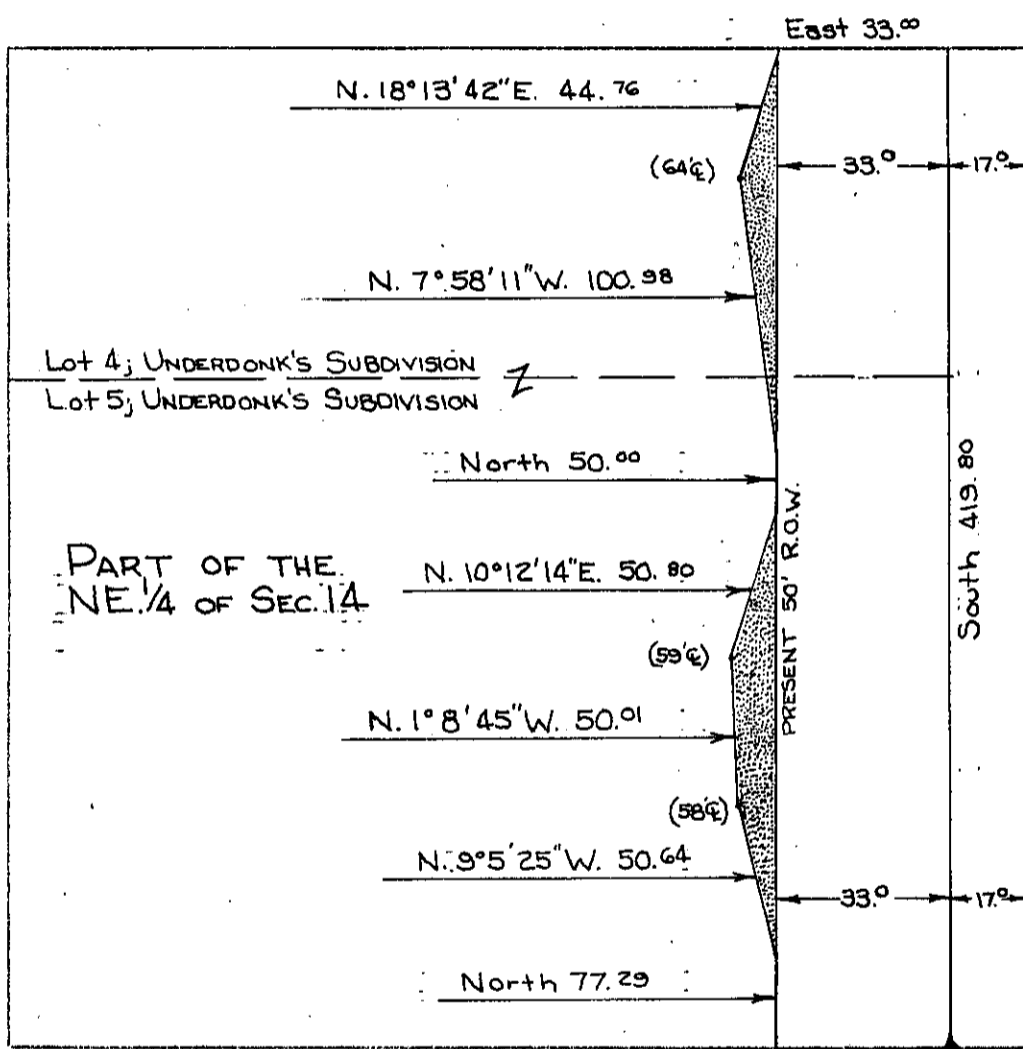 East 33.00
N. 18°13'42"E. 44.76
(64'℄)
33.0
17.0
N. 7°58'11"W. 100.98
Lot 4; UNDERDONK'S SUBDIVISION
Lot 5; UNDERDONK'S SUBDIVISION
Z
North 50.00
PRESENT 50' R.O.W.
South 419.80
PART OF THE
NE.1/4 OF SEC.14
N. 10°12'14"E. 50.80
(59'℄)
N. 1°8'45"W. 50.01
(58'℄)
N. 9°5'25"W. 50.64
33.0
17.0
North 77.29